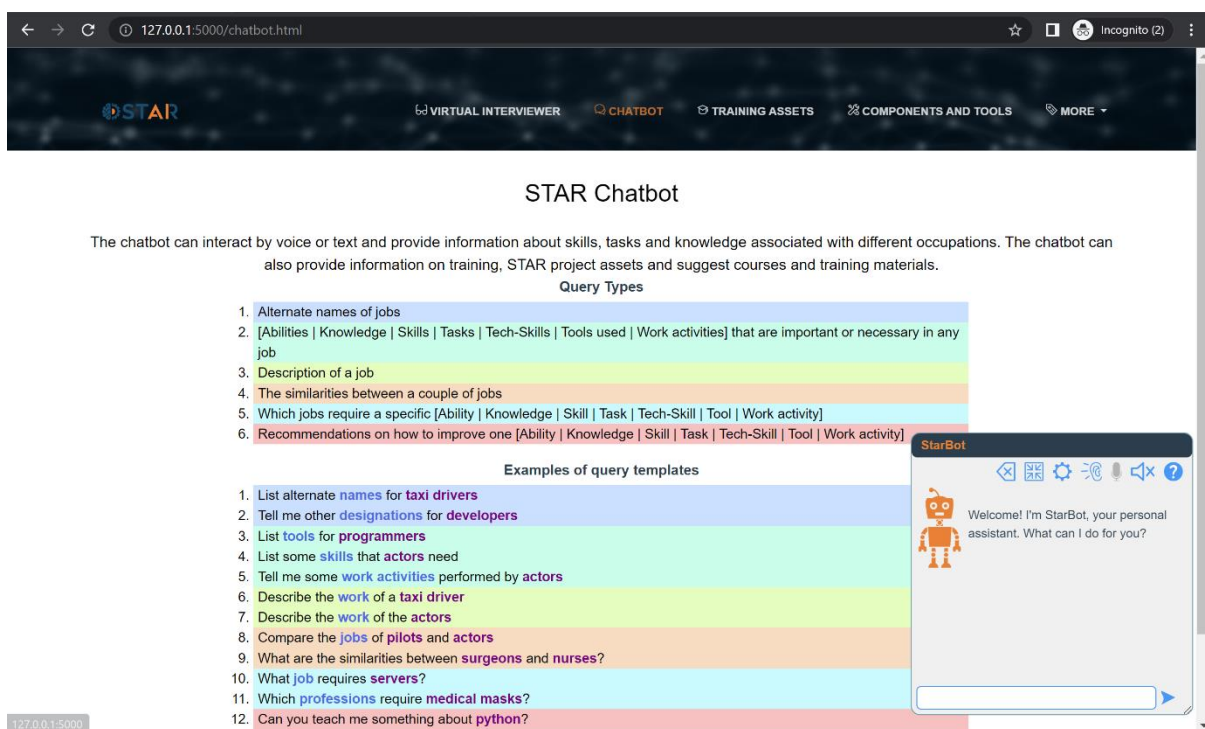 127.0.0.1:5000/chatbot.html
Incognito (2)
STAR
VIRTUAL INTERVIEWER
CHATBOT
TRAINING ASSETS
COMPONENTS AND TOOLS
MORE
STAR Chatbot
The chatbot can interact by voice or text and provide information about skills, tasks and knowledge associated with different occupations. The chatbot can
also provide information on training, STAR project assets and suggest courses and training materials.
Query Types
1. Alternate names of jobs
2. [Abilities | Knowledge | Skills | Tasks | Tech-Skills | Tools used | Work activities] that are important or necessary in any
job
3. Description of a job
4. The similarities between a couple of jobs
5. Which jobs require a specific [Ability | Knowledge | Skill | Task | Tech-Skill | Tool | Work activity]
6. Recommendations on how to improve one [Ability | Knowledge | Skill | Task | Tech-Skill | Tool | Work activity]
Examples of query templates
1. List alternate names for taxi drivers
2. Tell me other designations for developers
3. List tools for programmers
4. List some skills that actors need
5. Tell me some work activities performed by actors
6. Describe the work of a taxi driver
7. Describe the work of the actors
8. Compare the jobs of pilots and actors
9. What are the similarities between surgeons and nurses?
10. What job requires servers?
11. Which professions require medical masks?
12. Can you teach me something about python?
StarBot
?
Welcome! I'm StarBot, your personal
assistant. What can I do for you?
127.0.0.1:5000